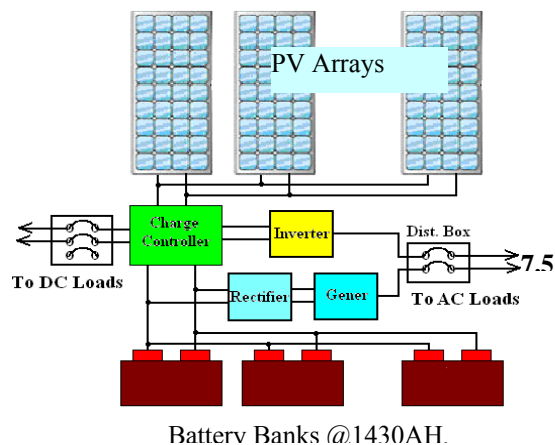 PV Arrays
Charge
Controller
Inverter
Dist. Box
To DC Loads
Rectifier
Gener
7.5
To AC Loads
Battery Banks @1430AH.